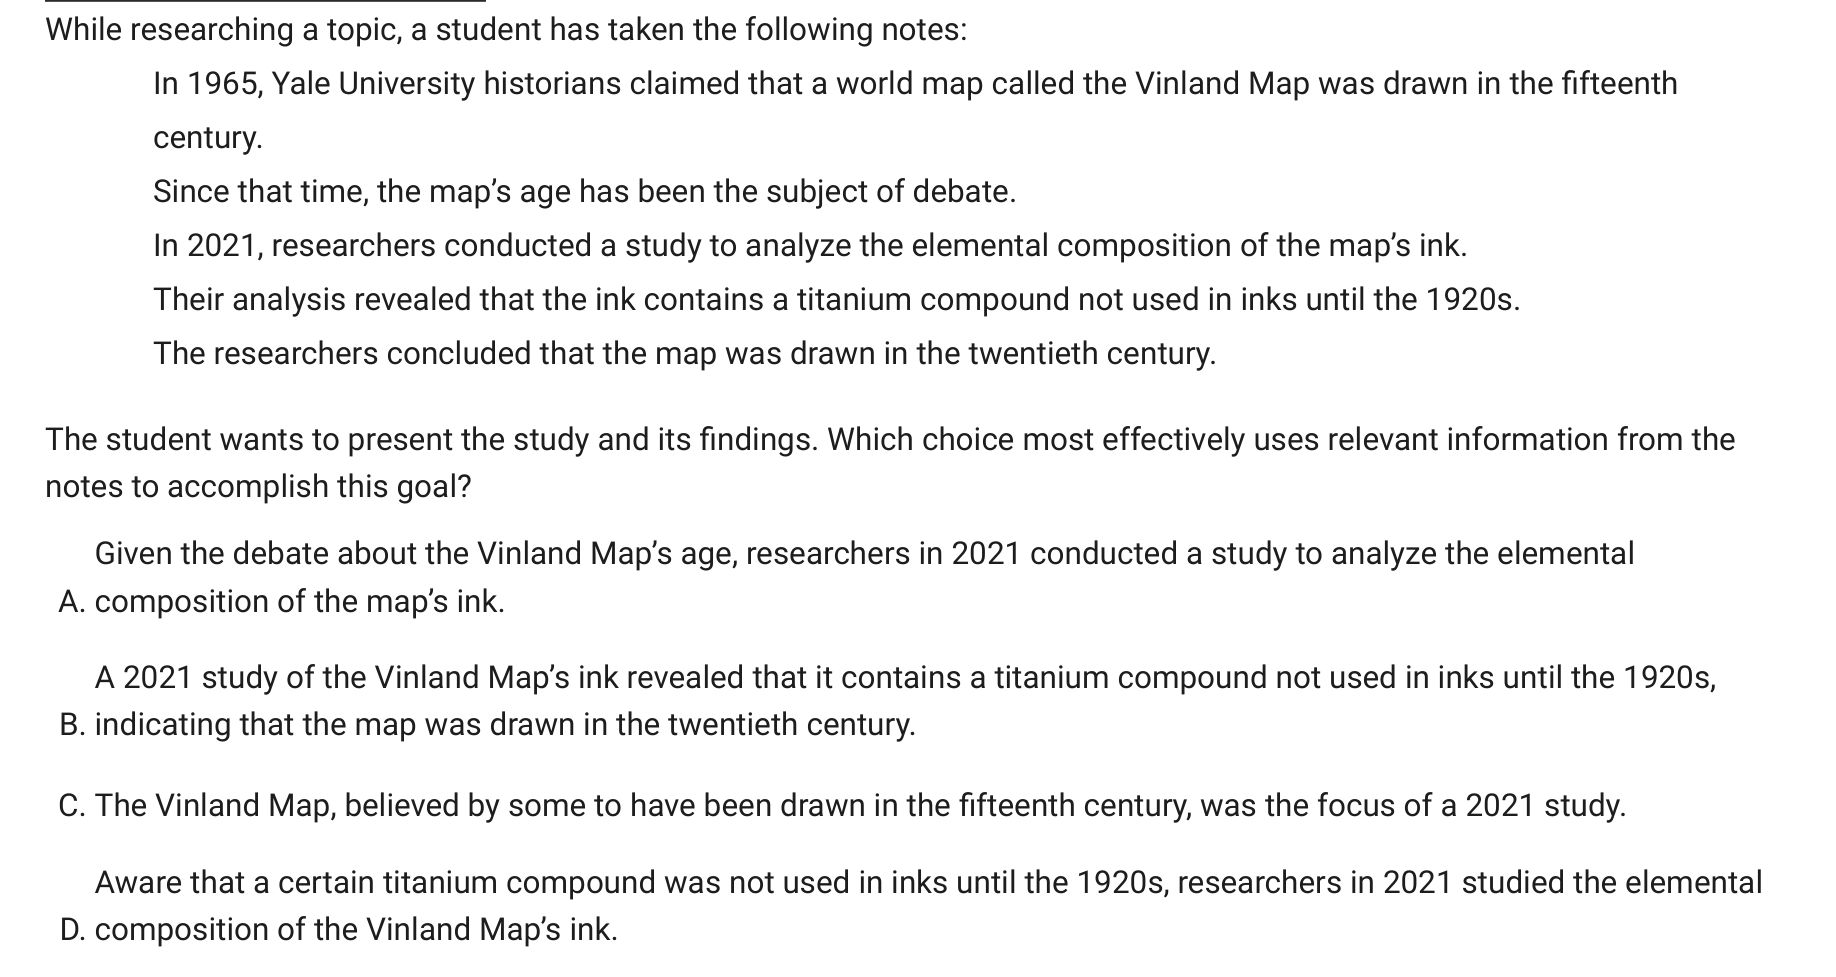 While researching a topic, a student has taken the following notes:
In 1965, Yale University historians claimed that a world map called the Vinland Map was drawn in the fifteenth
century.
Since that time, the map’s age has been the subject of debate.
In 2021, researchers conducted a study to analyze the elemental composition of the map’s ink.
Their analysis revealed that the ink contains a titanium compound not used in inks until the 1920s.
The researchers concluded that the map was drawn in the twentieth century.
The student wants to present the study and its findings. Which choice most effectively uses relevant information from the
notes to accomplish this goal?
Given the debate about the Vinland Map’s age, researchers in 2021 conducted a study to analyze the elemental
A. composition of the map’s ink.
A 2021 study of the Vinland Map’s ink revealed that it contains a titanium compound not used in inks until the 1920s,
B. indicating that the map was drawn in the twentieth century.
C. The Vinland Map, believed by some to have been drawn in the fifteenth century, was the focus of a 2021 study.
Aware that a certain titanium compound was not used in inks until the 1920s, researchers in 2021 studied the elemental
D. composition of the Vinland Map’s ink.